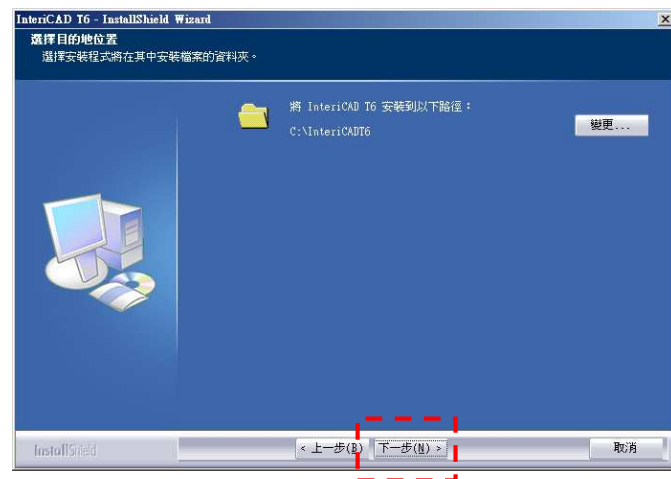 InteriCAD T6 - InstallShield Wizard
選擇目的地位置
選擇安裝程式將在其中安裝檔案的資料夾。
將 InteriCAD T6 安裝到以下路徑：
C:\InteriCADT6
變更...
InstallShield
< 上一步(B)
下一步(N) >
取消